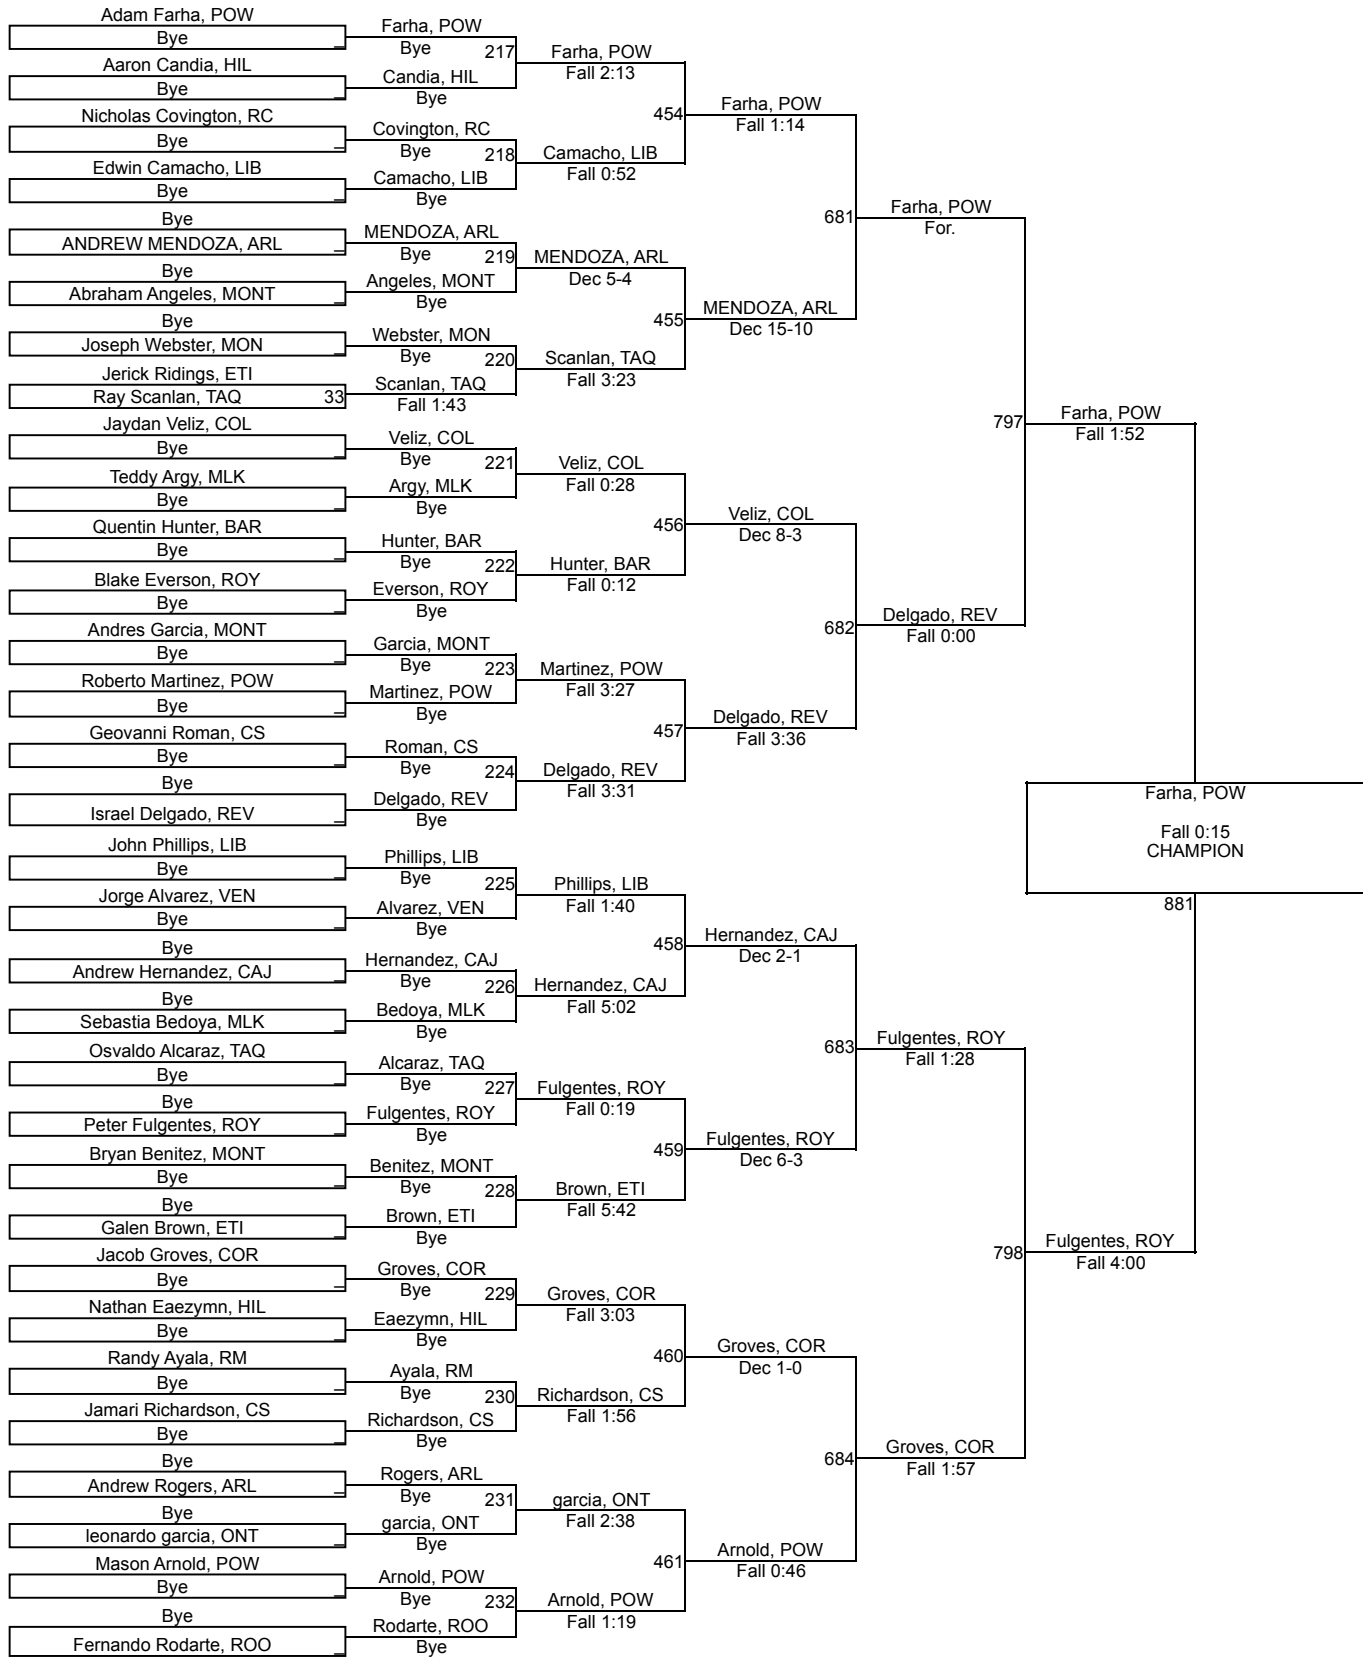 Adam Farha, POW
Bye
Aaron Candia, HIL
Bye
Nicholas Covington, RC
Bye
Edwin Camacho, LIB
Bye
Bye
ANDREW MENDOZA, ARL
Bye
Abraham Angeles, MONT
Bye
Joseph Webster, MON
Jerick Ridings, ETI
Ray Scanlan, TAQ 33
Jaydan Veliz, COL
Bye
Teddy Argy, MLK
Bye
Quentin Hunter, BAR
Bye
Blake Everson, ROY
Bye
Andres Garcia, MONT
Bye
Roberto Martinez, POW
Bye
Geovanni Roman, CS
Bye
Bye
Israel Delgado, REV
John Phillips, LIB
Bye
Jorge Alvarez, VEN
Bye
Bye
Andrew Hernandez, CAJ
Bye
Sebastia Bedoya, MLK
Osvaldo Alcaraz, TAQ
Bye
Bye
Peter Fulgentes, ROY
Bryan Benitez, MONT
Bye
Bye
Galen Brown, ETI
Jacob Groves, COR
Bye
Nathan Eaezymn, HIL
Bye
Randy Ayala, RM
Bye
Jamari Richardson, CS
Bye
Bye
Andrew Rogers, ARL
Bye
leonardo garcia, ONT
Mason Arnold, POW
Bye
Bye
Fernando Rodarte, ROO
Farha, POW
Bye 217
Candia, HIL
Bye
Covington, RC
Bye 218
Camacho, LIB
Bye
MENDOZA, ARL
Bye 219
Angeles, MONT
Bye
Webster, MON
Bye 220
Scanlan, TAQ
Fall 1:43
Veliz, COL
Bye 221
Argy, MLK
Bye
Hunter, BAR
Bye 222
Everson, ROY
Bye
Garcia, MONT
Bye 223
Martinez, POW
Bye
Roman, CS
Bye 224
Delgado, REV
Bye
Phillips, LIB
Bye 225
Alvarez, VEN
Bye
Hernandez, CAJ
Bye 226
Bedoya, MLK
Bye
Alcaraz, TAQ
Bye 227
Fulgentes, ROY
Bye
Benitez, MONT
Bye 228
Brown, ETI
Bye
Groves, COR
Bye 229
Eaezymn, HIL
Bye
Ayala, RM
Bye 230
Richardson, CS
Bye
Rogers, ARL
Bye 231
garcia, ONT
Bye
Arnold, POW
Bye 232
Rodarte, ROO
Bye
Farha, POW
Fall 2:13
454
Camacho, LIB
Fall 0:52
MENDOZA, ARL
Dec 5-4
455
Scanlan, TAQ
Fall 3:23
Veliz, COL
Fall 0:28
456
Hunter, BAR
Fall 0:12
Martinez, POW
Fall 3:27
457
Delgado, REV
Fall 3:31
Phillips, LIB
Fall 1:40
458
Hernandez, CAJ
Fall 5:02
Fulgentes, ROY
Fall 0:19
459
Brown, ETI
Fall 5:42
Groves, COR
Fall 3:03
460
Richardson, CS
Fall 1:56
garcia, ONT
Fall 2:38
461
Arnold, POW
Fall 1:19
Farha, POW
Fall 1:14
681
MENDOZA, ARL
Dec 15-10
Veliz, COL
Dec 8-3
682
Delgado, REV
Fall 3:36
Hernandez, CAJ
Dec 2-1
683
Fulgentes, ROY
Dec 6-3
Groves, COR
Dec 1-0
684
Arnold, POW
Fall 0:46
Farha, POW
For.
797
Delgado, REV
Fall 0:00
Fulgentes, ROY
Fall 1:28
798
Groves, COR
Fall 1:57
Farha, POW
Fall 1:52
Farha, POW
Fall 0:15
CHAMPION
881
Fulgentes, ROY
Fall 4:00